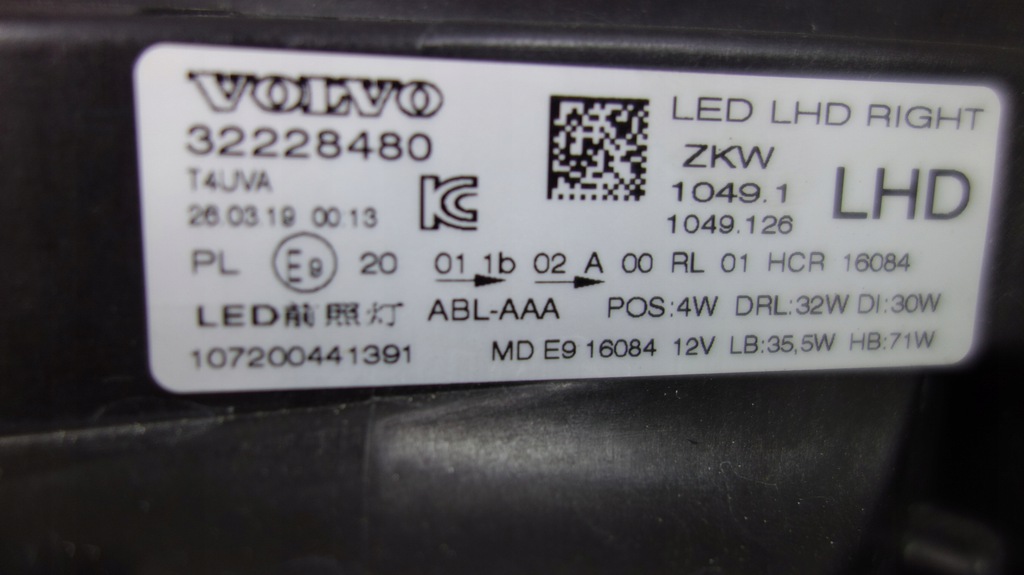 VOLVO
32228480
T4UVA
26.03.19 00:13
LED LHD RIGHT
ZKW
1049.1
1049.126
LHD
PL E9 20 01 1b 02 A 00 RL 01 HCR 16084
LED前照灯 ABL-AAA POS:4W DRL:32W DI:30W
107200441391 MD E9 16084 12V LB:35,5W HB:71W